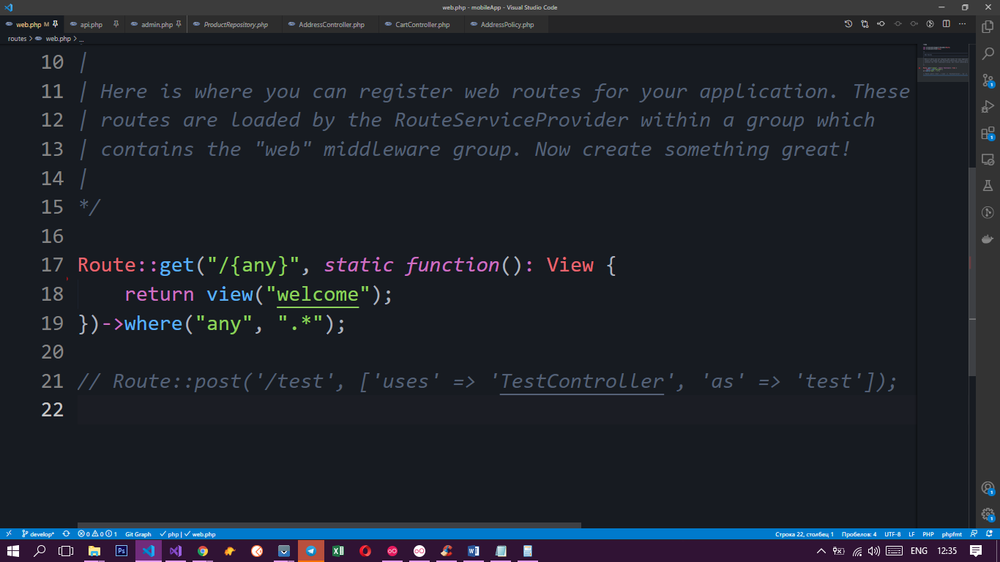 web.php - mobileApp - Visual Studio Code
web.php M
api.php
admin.php
ProductRepository.php
AddressController.php
CartController.php
AddressPolicy.php
routes > web.php > ...
10 |
11 | Here is where you can register web routes for your application. These
12 | routes are loaded by the RouteServiceProvider within a group which
13 | contains the "web" middleware group. Now create something great!
14 |
15 */
16
17 Route::get("/{any}", static function(): View {
18     return view("welcome");
19 })->where("any", ".*");
20
21 // Route::post('/test', ['uses' => 'TestController', 'as' => 'test']);
22
develop* 0 0 1 Git Graph php | web.php Строка 22, столбец 1 Пробелов: 4 UTF-8 LF PHP phpfmt
Ps ENG 12:35